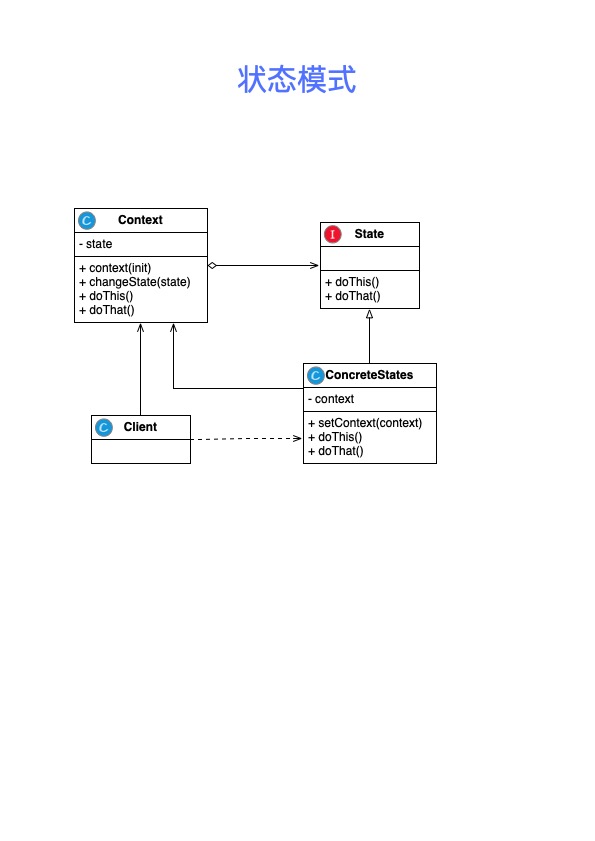 状态模式
C Context
- state
+ context(init)
+ changeState(state)
+ doThis()
+ doThat()
I State
+ doThis()
+ doThat()
C ConcreteStates
- context
+ setContext(context)
+ doThis()
+ doThat()
C Client